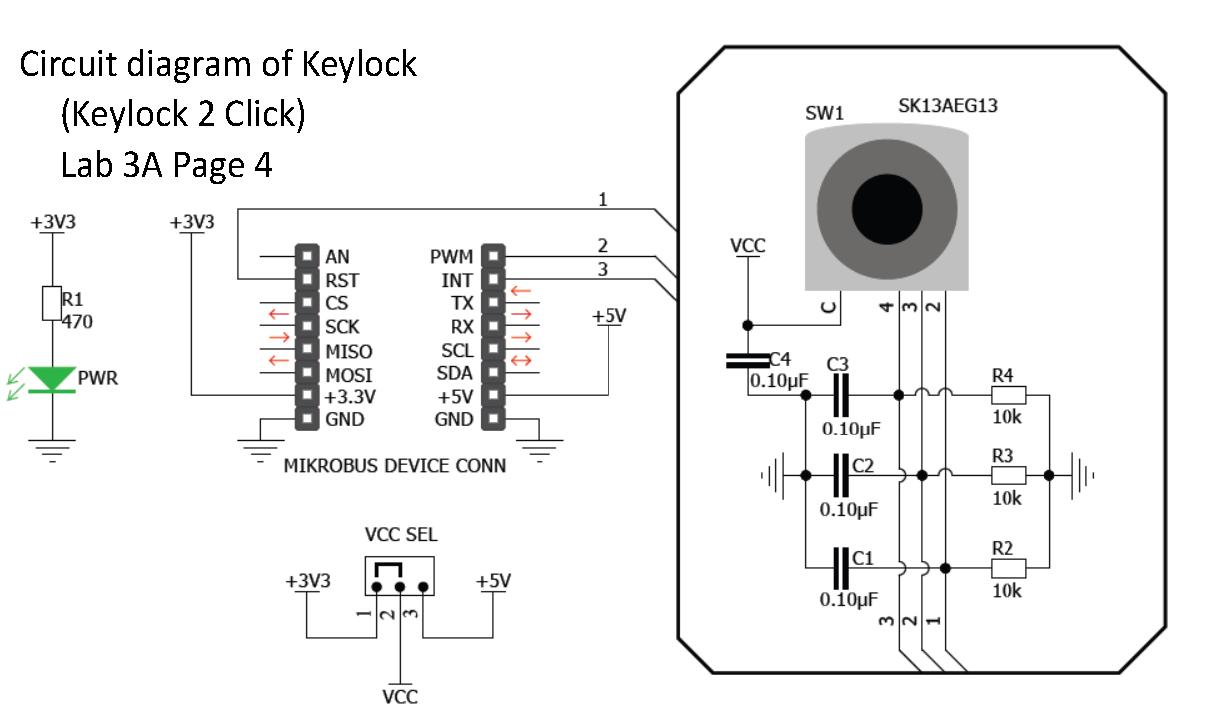 Circuit diagram of Keylock
(Keylock 2 Click)
Lab 3A Page 4
SW1
SK13AEG13
+3V3
R1
470
PWR
+3V3
AN
RST
CS
SCK
MISO
MOSI
+3.3V
GND
PWM
INT
TX
RX
SCL
SDA
+5V
GND
1
2
3
+5V
MIKROBUS DEVICE CONN
VCC
C
4
3
2
C4
0.10µF
C3
0.10µF
C2
0.10µF
C1
0.10µF
R4
10k
R3
10k
R2
10k
3
2
1
VCC SEL
+3V3
+5V
1
2
3
VCC